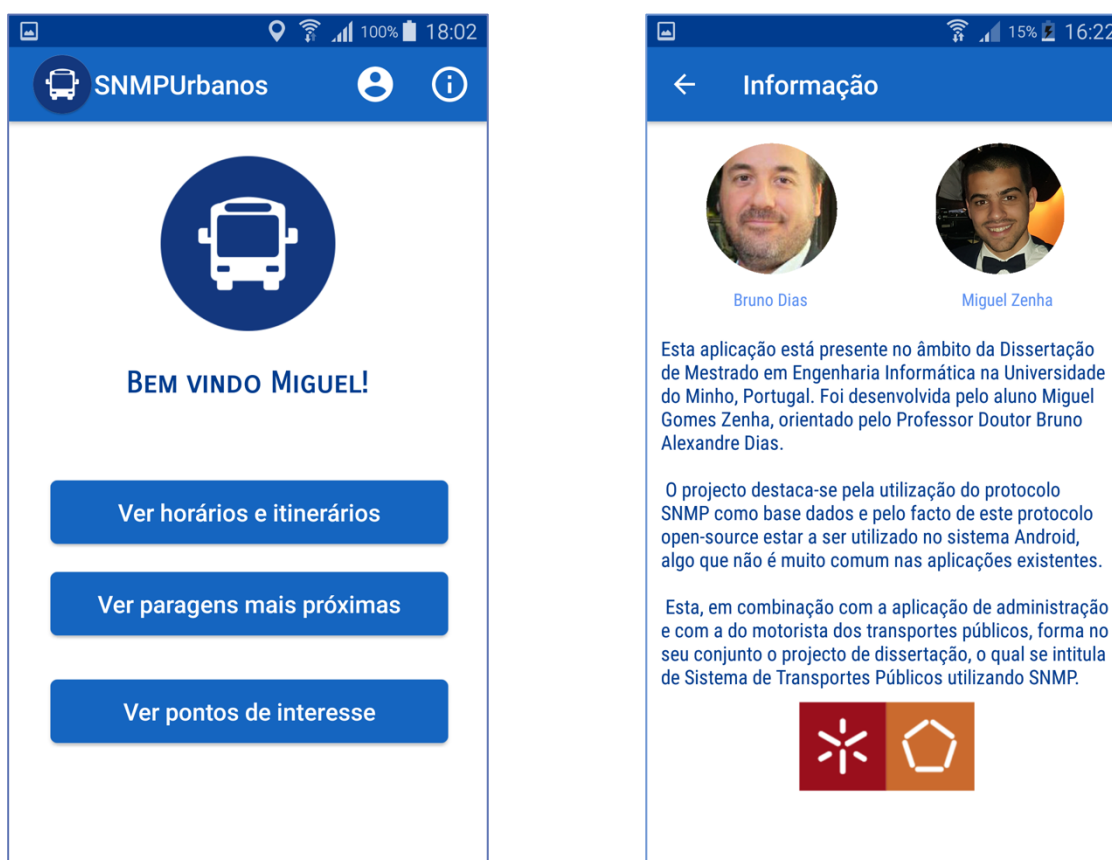 100% 18:02
SNMPUrbanos
BEM VINDO MIGUEL!
Ver horários e itinerários
Ver paragens mais próximas
Ver pontos de interesse
15% 16:22
Informação
Bruno Dias
Miguel Zenha
Esta aplicação está presente no âmbito da Dissertação
de Mestrado em Engenharia Informática na Universidade
do Minho, Portugal. Foi desenvolvida pelo aluno Miguel
Gomes Zenha, orientado pelo Professor Doutor Bruno
Alexandre Dias.
O projecto destaca-se pela utilização do protocolo
SNMP como base dados e pelo facto de este protocolo
open-source estar a ser utilizado no sistema Android,
algo que não é muito comum nas aplicações existentes.
Esta, em combinação com a aplicação de administração
e com a do motorista dos transportes públicos, forma no
seu conjunto o projecto de dissertação, o qual se intitula
de Sistema de Transportes Públicos utilizando SNMP.